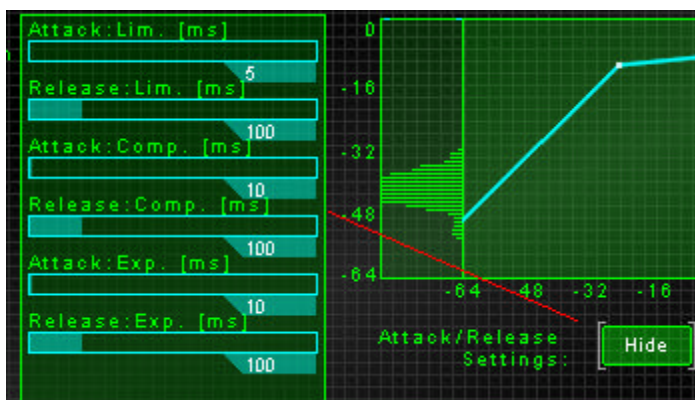 Attack:Lim. [ms]
5
Release:Lim. [ms]
100
Attack:Comp. [ms]
10
Release:Comp. [ms]
100
Attack:Exp. [ms]
10
Release:Exp. [ms]
100
0
-16
-32
-48
-64
-64 48 -32 -16
Attack/Release
Settings:
Hide